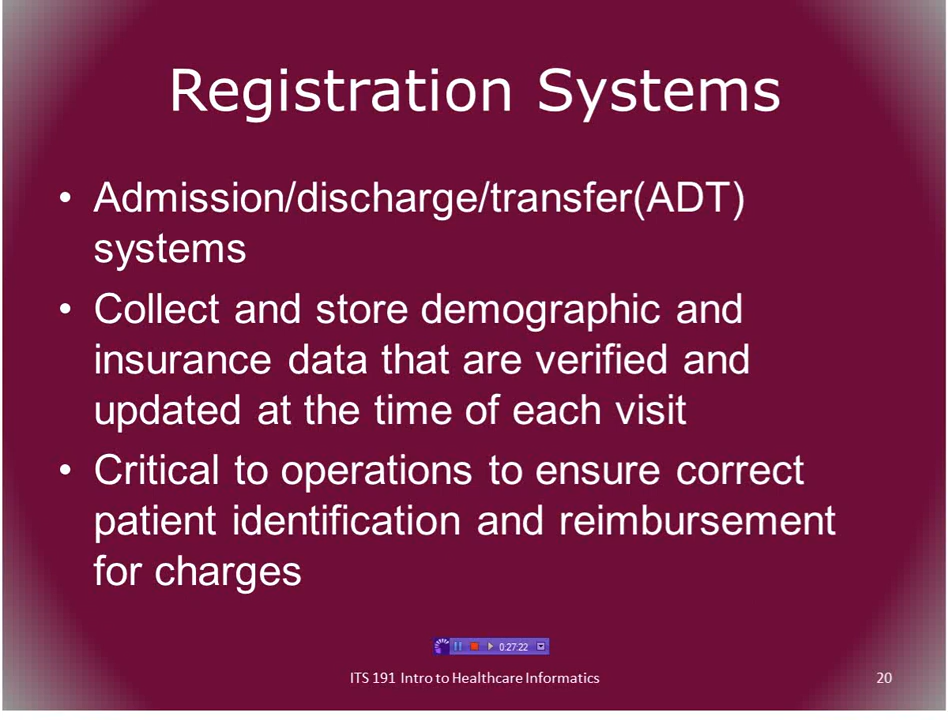 Registration Systems
• Admission/discharge/transfer(ADT)
systems
• Collect and store demographic and
insurance data that are verified and
updated at the time of each visit
• Critical to operations to ensure correct
patient identification and reimbursement
for charges
0:27:22
ITS 191 Intro to Healthcare Informatics 20